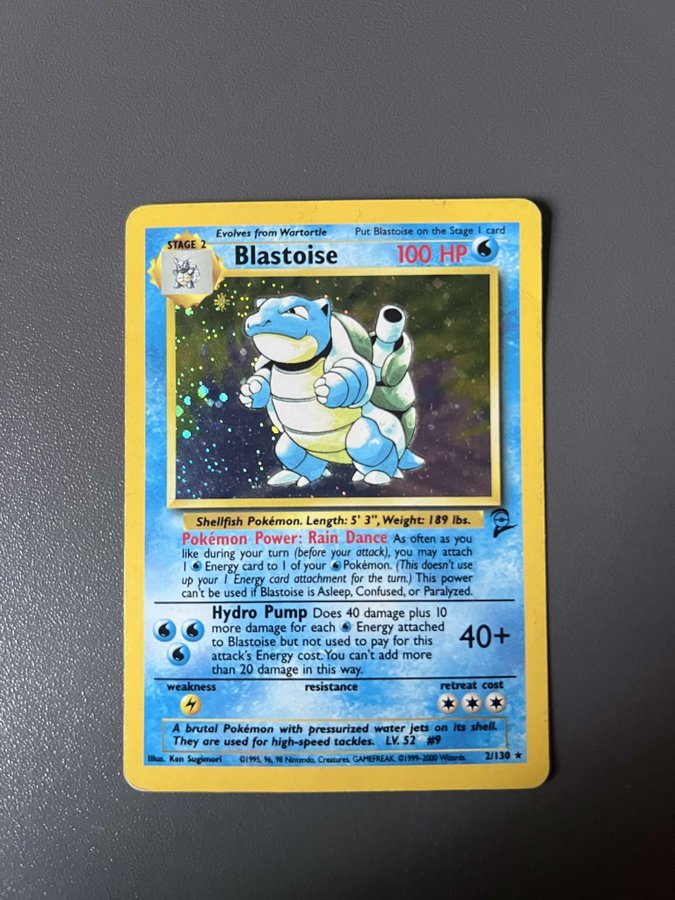 Evolves from Wartortle Put Blastoise on the Stage 1 card
STAGE 2
Blastoise 100 HP
Shellfish Pokémon. Length: 5' 3", Weight: 189 lbs.
Pokémon Power: Rain Dance As often as you
like during your turn (before your attack), you may attach
1 Energy card to 1 of your Pokémon. (This doesn't use
up your 1 Energy card attachment for the turn.) This power
can't be used if Blastoise is Asleep, Confused, or Paralyzed.
Hydro Pump Does 40 damage plus 10
more damage for each Energy attached
to Blastoise but not used to pay for this
attack's Energy cost. You can't add more
than 20 damage in this way.
40+
weakness resistance retreat cost
A brutal Pokémon with pressurized water jets on its shell.
They are used for high-speed tackles. LV. 52 #9
Illus. Ken Sugimori ©1995, 96, 98 Nintendo, Creatures, GAMEFREAK. ©1999-2000 Wizards. 2/130 ★